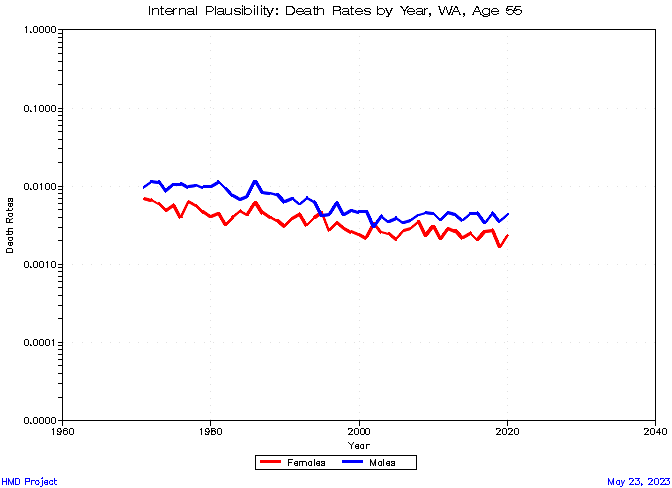 Internal Plausibility: Death Rates by Year, WA, Age 55
1.0000
0.1000
0.0100
0.0010
0.0001
0.0000
Death Rates
1960 1980 2000 2020 2040
Year
Females Males
HMD Project May 23, 2023